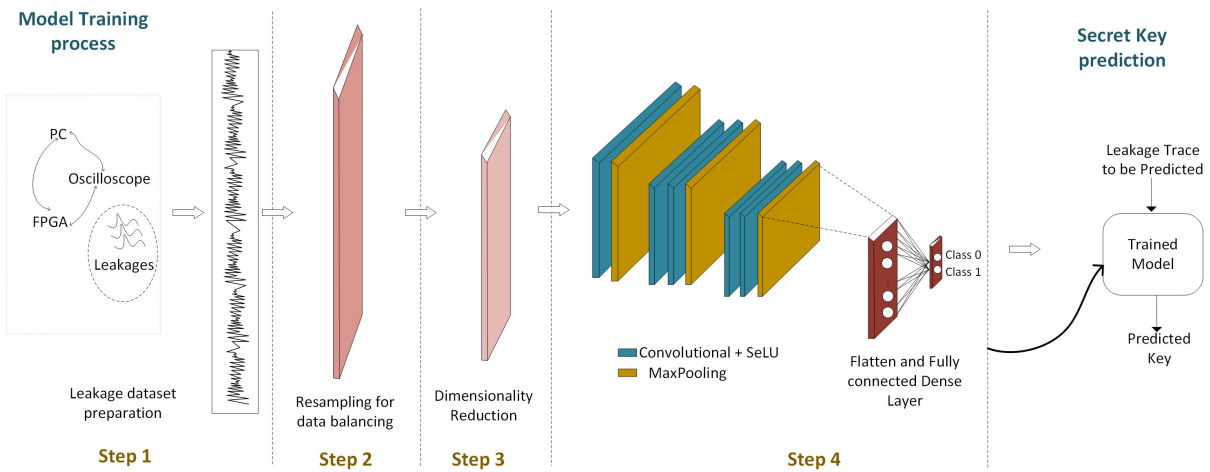 Model Training
process
PC
Oscilloscope
FPGA
Leakages
Leakage dataset
preparation
Step 1
Resampling for
data balancing
Step 2
Dimensionality
Reduction
Step 3
Convolutional + SeLU
MaxPooling
Class 0
Class 1
Flatten and Fully
connected Dense
Layer
Step 4
Secret Key
prediction
Leakage Trace
to be Predicted
Trained
Model
Predicted
Key